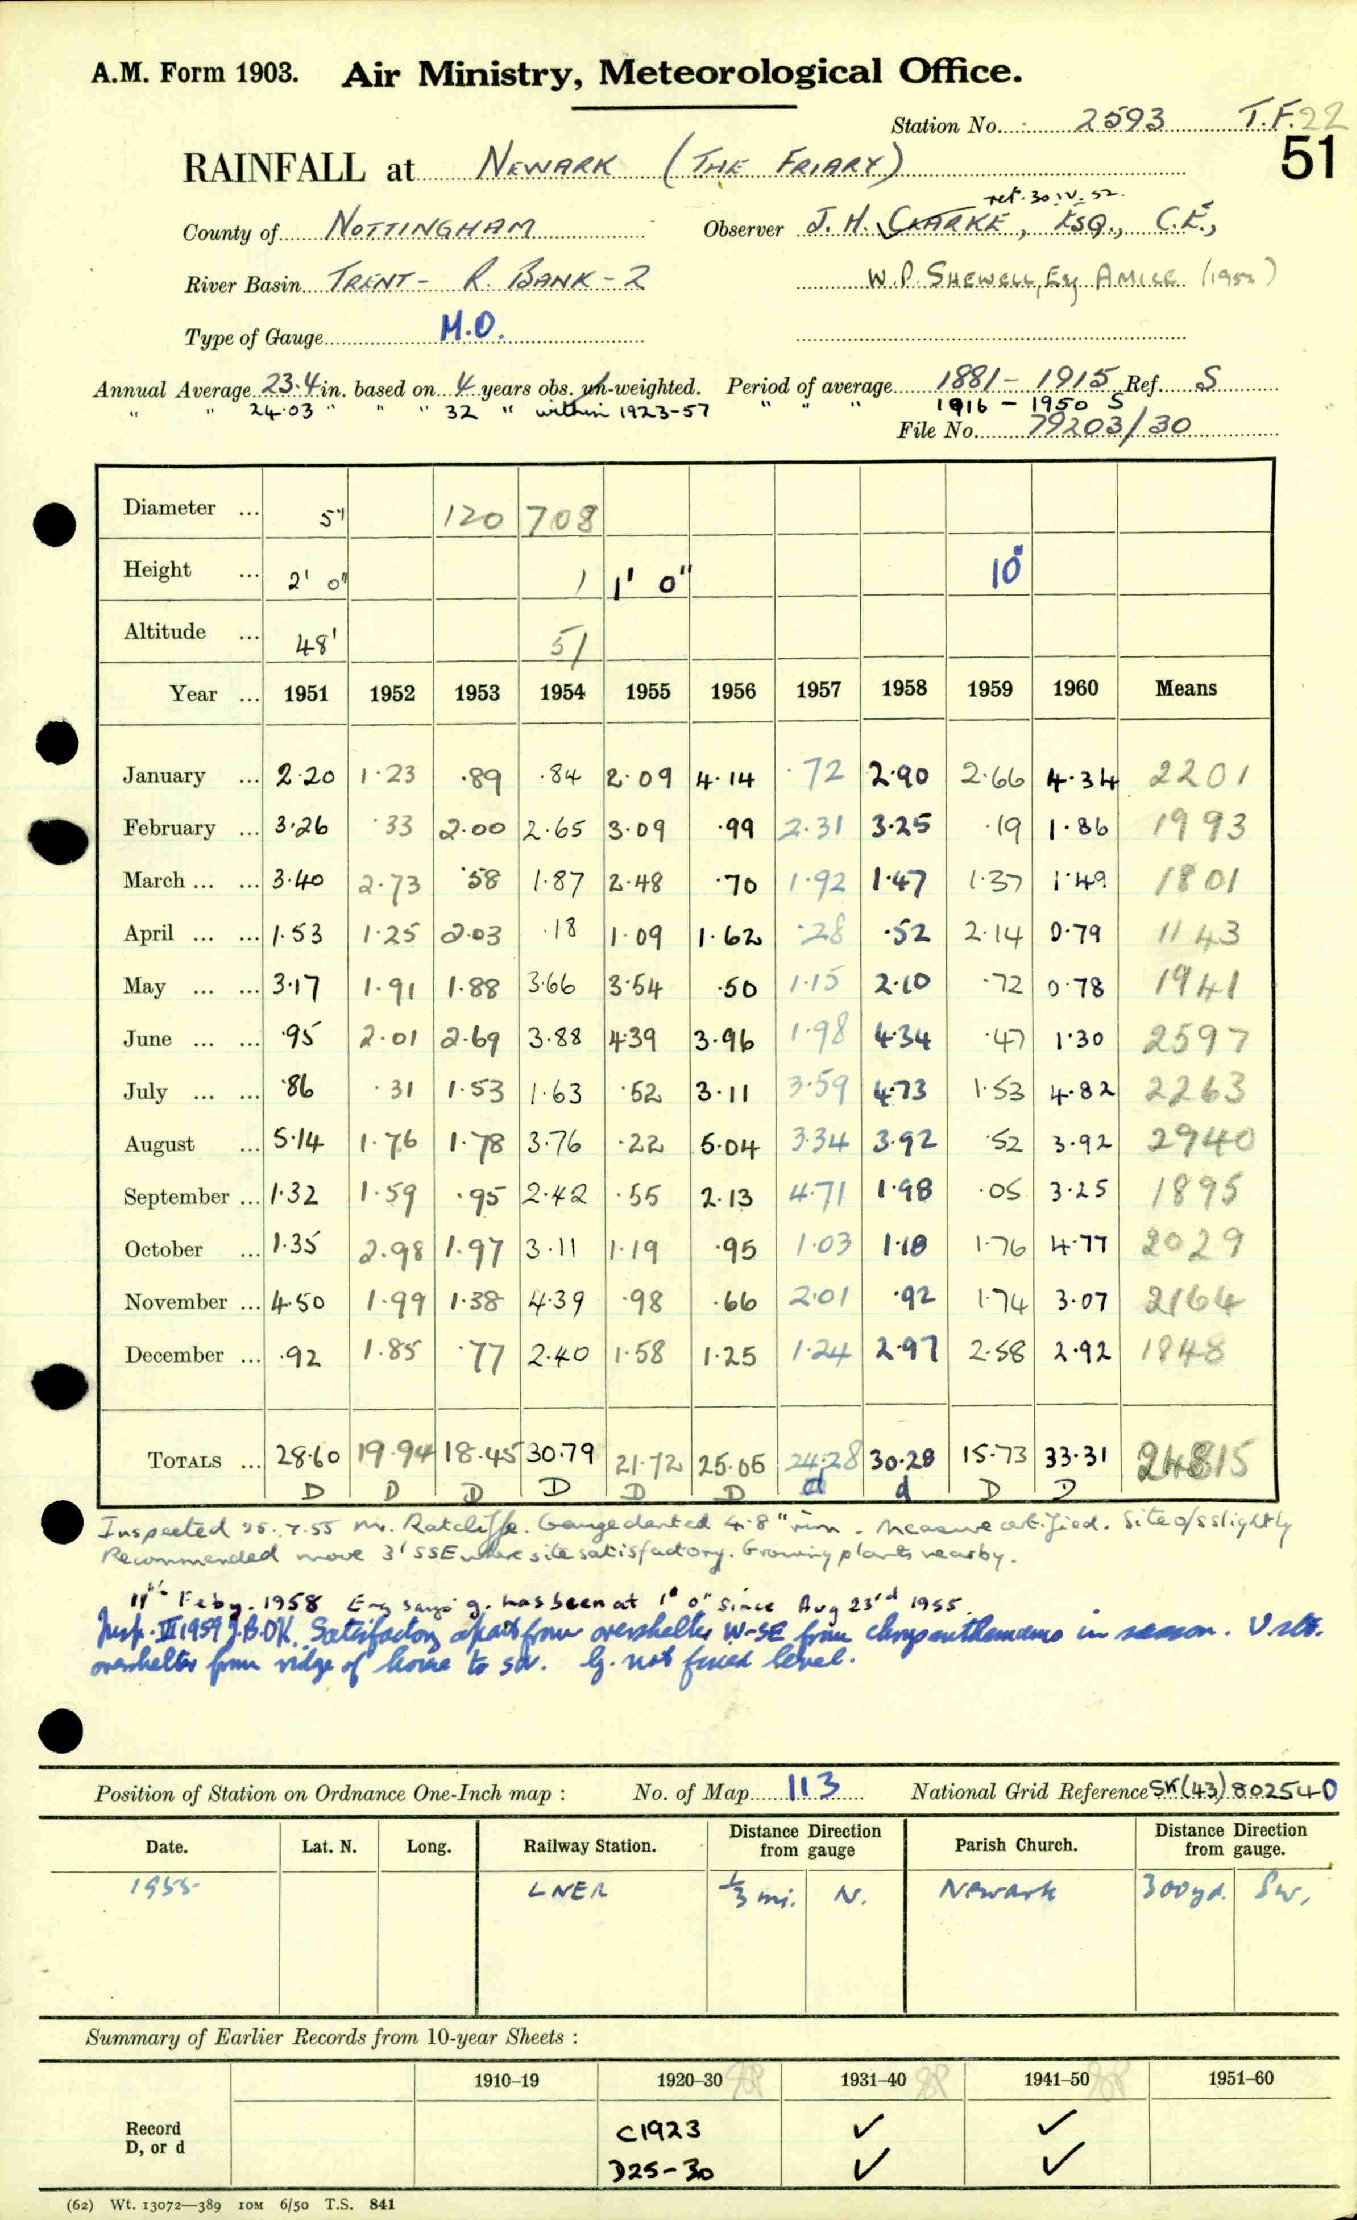 A.M. Form 1903. Air Ministry, Meteorological Office.
Station No. 2593 T.F.22
51
RAINFALL at NEWARK (THE FRIARY)
ret. 30.IV.52.
County of NOTTINGHAM Observer J. H. CLARKE, ESQ., C.E.,
River Basin TRENT - R. BANK - 2 W.P. SHEWELL, Esq AMICE (1952)
Type of Gauge M.O.
Annual Average 23.4 in. based on 4 years obs. un-weighted. Period of average 1881 - 1915 Ref. S
" " 24.03 " " " 32 " within 1923-57 " " " 1916 - 1950 S
File No. 79203/30
Diameter ... 5" 120 708
Height ... 2' 0" 1 1' 0" 10"
Altitude ... 48' 51
Year ... 1951 1952 1953 1954 1955 1956 1957 1958 1959 1960 Means
January ... 2.20 1.23 .89 .84 2.09 4.14 .72 2.90 2.66 4.34 2201
February ... 3.26 .33 2.00 2.65 3.09 .99 2.31 3.25 .19 1.86 1993
March ... ... 3.40 2.73 .58 1.87 2.48 .70 1.92 1.47 1.37 1.49 1801
April ... ... 1.53 1.25 2.03 .18 1.09 1.62 .28 .52 2.14 0.79 1143
May ... ... 3.17 1.91 1.88 3.66 3.54 .50 1.15 2.10 .72 0.78 1941
June ... ... .95 2.01 2.69 3.88 4.39 3.96 1.98 4.34 .47 1.30 2597
July ... ... .86 .31 1.53 1.63 .52 3.11 3.59 4.73 1.53 4.82 2263
August ... 5.14 1.76 1.78 3.76 .22 5.04 3.34 3.92 .52 3.92 2940
September ... 1.32 1.59 .95 2.42 .55 2.13 4.71 1.98 .05 3.25 1895
October ... 1.35 2.98 1.97 3.11 1.19 .95 1.03 1.18 1.76 4.77 2029
November ... 4.50 1.99 1.38 4.39 .98 .66 2.01 .92 1.74 3.07 2164
December ... .92 1.85 .77 2.40 1.58 1.25 1.24 2.97 2.58 2.92 1848
TOTALS ... 28.60 19.94 18.45 30.79 21.72 25.05 24.28 30.28 15.73 33.31 24815
D D D D D D d d D D
Inspected 25.7.55 Mr. Ratcliffe. Gauge dented 4.8" rim. Measure certified. Site o/s slightly
Recommended move 3' SSE where site satisfactory. Growing plants nearby.
11th Feby. 1958 Esq says g. has been at 1' 0" since Aug 23rd 1955.
Insp. III 1959 J.B.O.K. Satisfactory apart from overshelter W-SE from chrysanthemums in season. V. slt.
overshelter from ridge of house to SW. G. not fixed level.
Position of Station on Ordnance One-Inch map : No. of Map 113 National Grid Reference SK(43) 802540
Date. Lat. N. Long. Railway Station. Distance Direction from gauge Parish Church. Distance Direction from gauge.
1955 LNER 1/3 mi. N. Newark 300yd. SW.
Summary of Earlier Records from 10-year Sheets :
1910–19 1920–30 1931–40 1941–50 1951–60
Record C1923 ✓ ✓
D, or d D25-30 ✓ ✓
(62) Wt. 13072—389 10M 6/50 T.S. 841